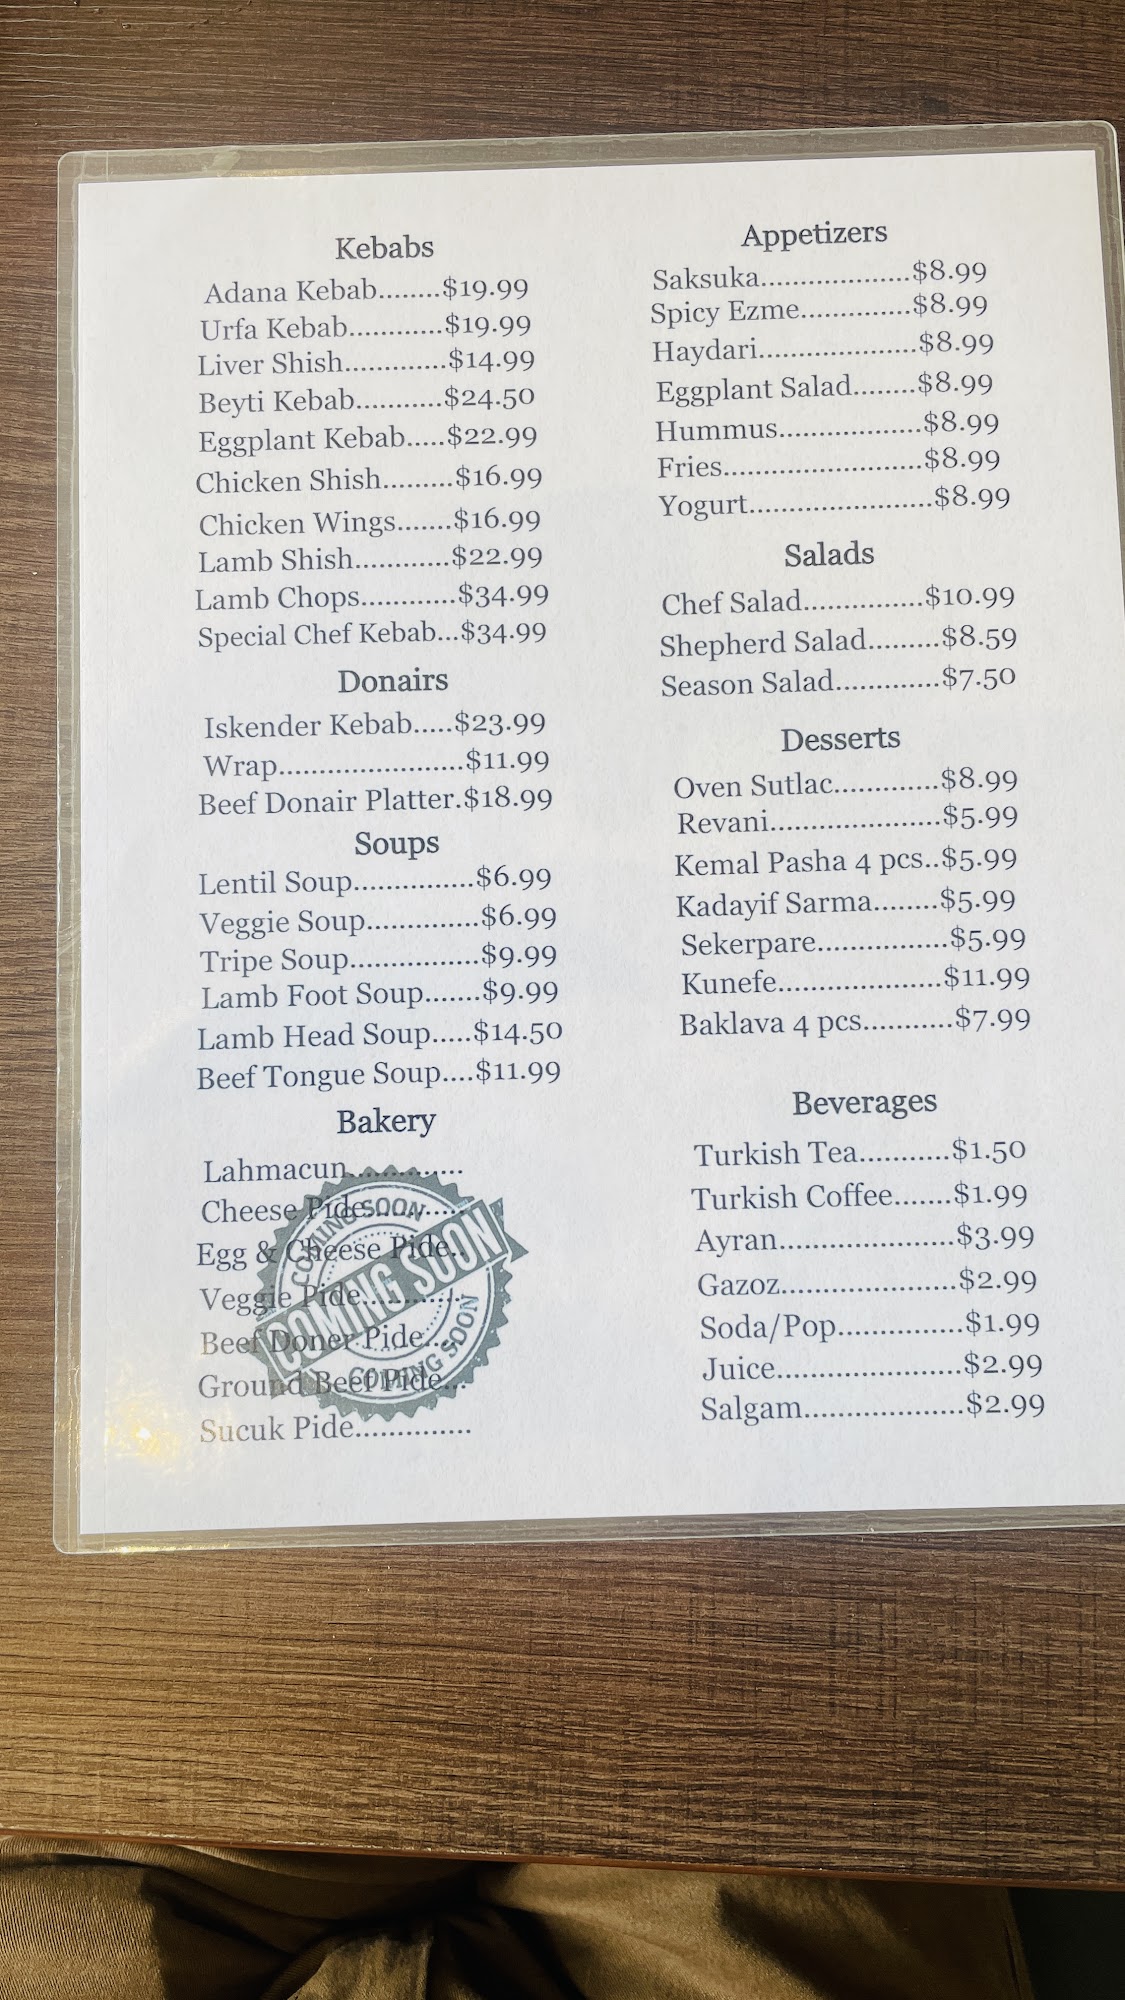 Kebabs
Adana Kebab........$19.99
Urfa Kebab............$19.99
Liver Shish.............$14.99
Beyti Kebab...........$24.50
Eggplant Kebab.....$22.99
Chicken Shish.........$16.99
Chicken Wings.......$16.99
Lamb Shish............$22.99
Lamb Chops............$34.99
Special Chef Kebab...$34.99
Donairs
Iskender Kebab.....$23.99
Wrap........................$11.99
Beef Donair Platter.$18.99
Soups
Lentil Soup...............$6.99
Veggie Soup..............$6.99
Tripe Soup.................$9.99
Lamb Foot Soup.......$9.99
Lamb Head Soup.....$14.50
Beef Tongue Soup....$11.99
Bakery
Lahmacun...............
Cheese Pide.............
Egg & Cheese Pide..
Veggie Pide.............
Beef Doner Pide...
Ground Beef Pide...
Sucuk Pide..............
COMING SOON
COMING SOON
COMING SOON
Appetizers
Saksuka...................$8.99
Spicy Ezme..............$8.99
Haydari....................$8.99
Eggplant Salad........$8.99
Hummus...................$8.99
Fries..........................$8.99
Yogurt........................$8.99
Salads
Chef Salad...............$10.99
Shepherd Salad.........$8.59
Season Salad.............$7.50
Desserts
Oven Sutlac.............$8.99
Revani......................$5.99
Kemal Pasha 4 pcs..$5.99
Kadayif Sarma........$5.99
Sekerpare.................$5.99
Kunefe.....................$11.99
Baklava 4 pcs...........$7.99
Beverages
Turkish Tea...........$1.50
Turkish Coffee.......$1.99
Ayran.......................$3.99
Gazoz.......................$2.99
Soda/Pop................$1.99
Juice........................$2.99
Salgam....................$2.99